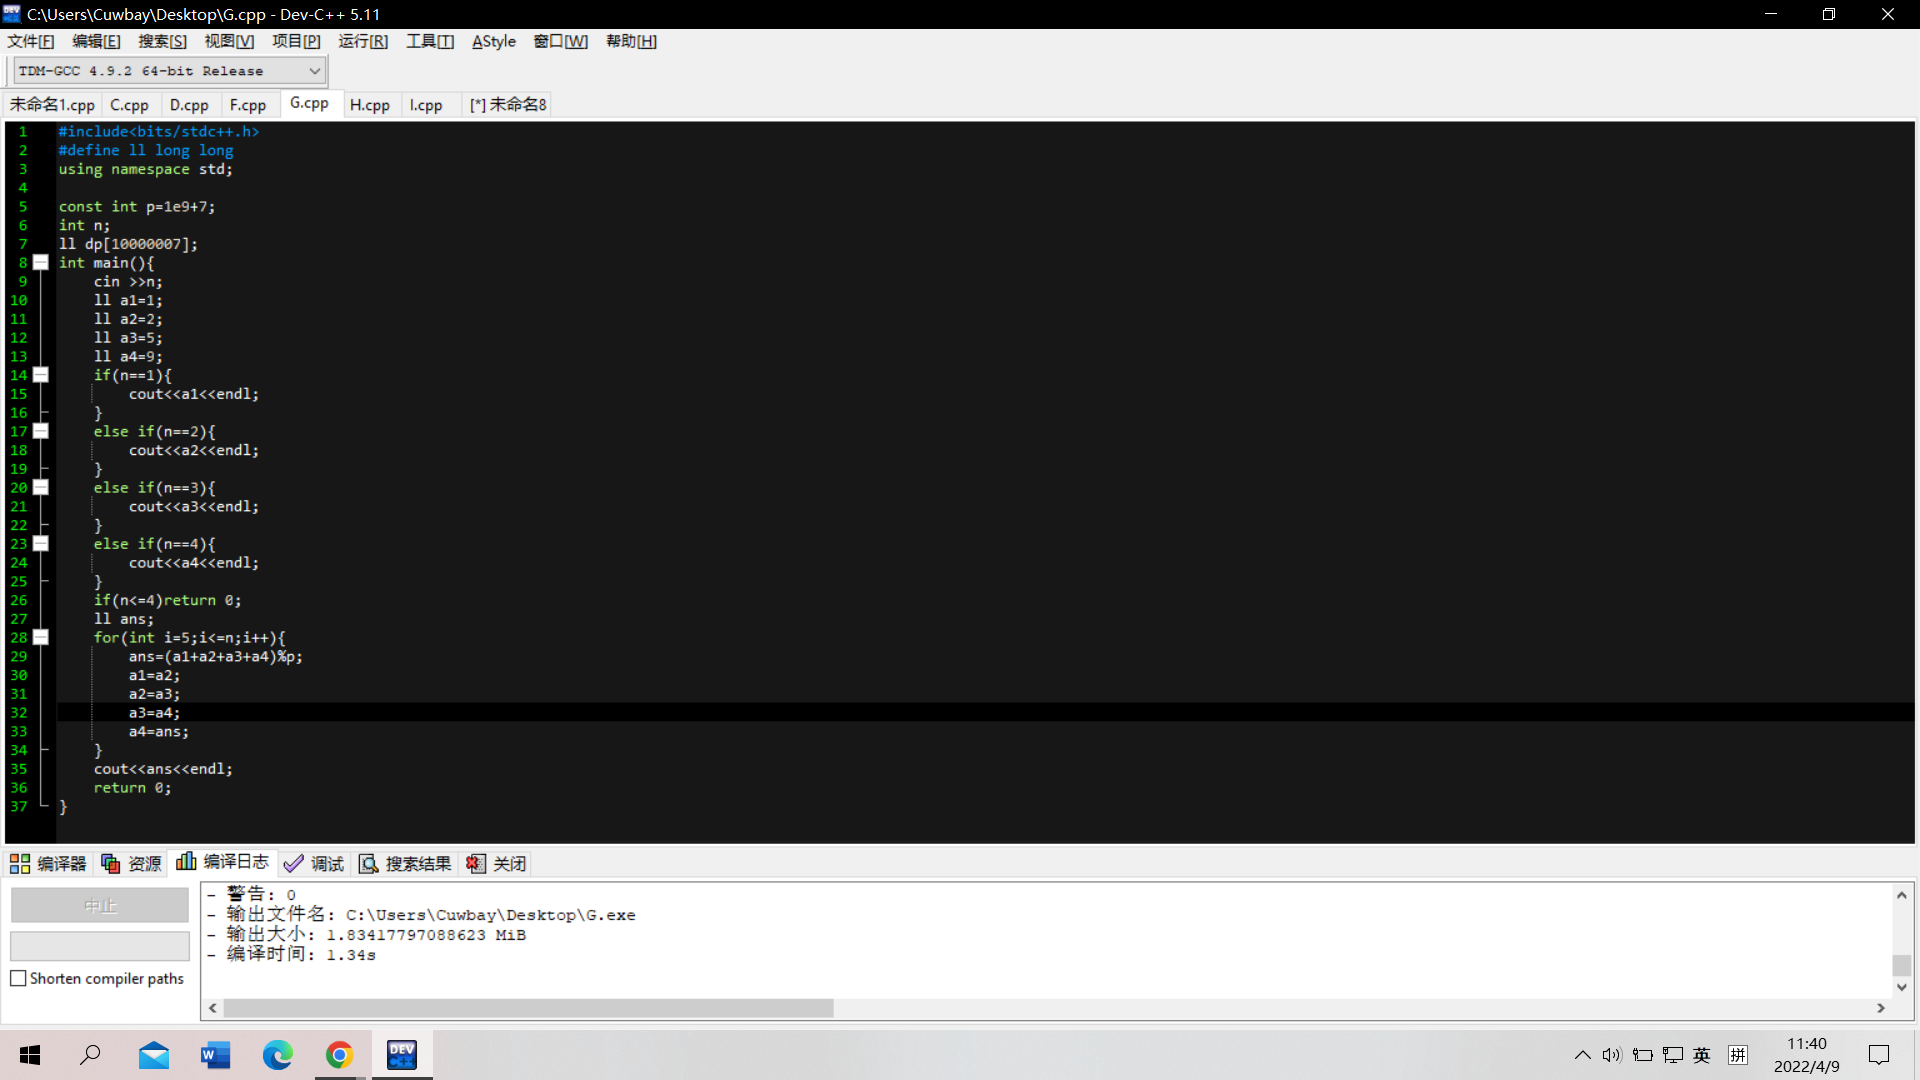 C:\Users\Cuwbay\Desktop\G.cpp - Dev-C++ 5.11
文件[F] 编辑[E] 搜索[S] 视图[V] 项目[P] 运行[R] 工具[T] AStyle 窗口[W] 帮助[H]
TDM-GCC 4.9.2 64-bit Release
未命名1.cpp C.cpp D.cpp F.cpp G.cpp H.cpp I.cpp [*] 未命名8
1 #include<bits/stdc++.h>
2 #define ll long long
3 using namespace std;
4
5 const int p=1e9+7;
6 int n;
7 ll dp[10000007];
8 int main(){
9 cin >>n;
10 ll a1=1;
11 ll a2=2;
12 ll a3=5;
13 ll a4=9;
14 if(n==1){
15 cout<<a1<<endl;
16 }
17 else if(n==2){
18 cout<<a2<<endl;
19 }
20 else if(n==3){
21 cout<<a3<<endl;
22 }
23 else if(n==4){
24 cout<<a4<<endl;
25 }
26 if(n<=4)return 0;
27 ll ans;
28 for(int i=5;i<=n;i++){
29 ans=(a1+a2+a3+a4)%p;
30 a1=a2;
31 a2=a3;
32 a3=a4;
33 a4=ans;
34 }
35 cout<<ans<<endl;
36 return 0;
37 }
编译器 资源 编译日志 调试 搜索结果 关闭
中止
Shorten compiler paths
- 警告: 0
- 输出文件名: C:\Users\Cuwbay\Desktop\G.exe
- 输出大小: 1.83417797088623 MiB
- 编译时间: 1.34s
英 拼
11:40
2022/4/9